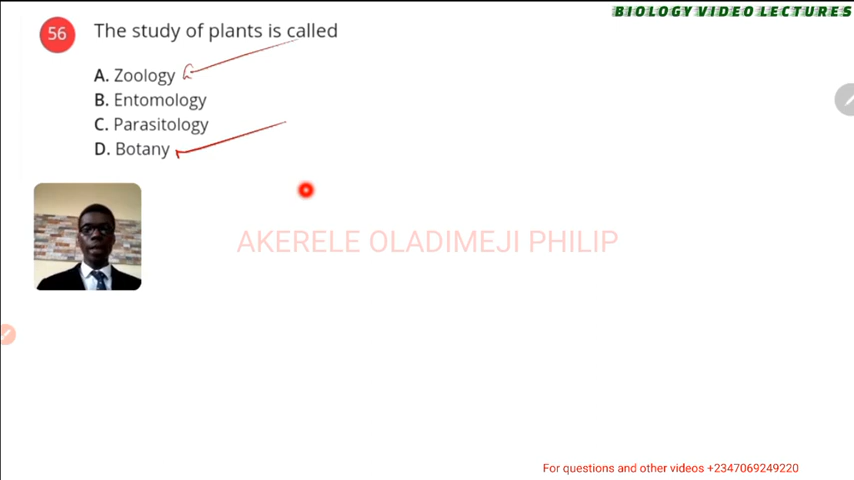 BIOLOGY VIDEO LECTURES
56 The study of plants is called
A. Zoology
B. Entomology
C. Parasitology
D. Botany
AKERELE OLADIMEJI PHILIP
For questions and other videos +2347069249220